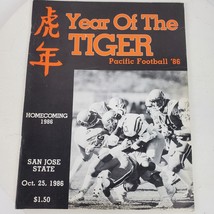 虎
年
Year Of The
TIGER
Pacific Football '86
HOMECOMING
1986
SAN JOSE
STATE
Oct. 25, 1986
$1.50